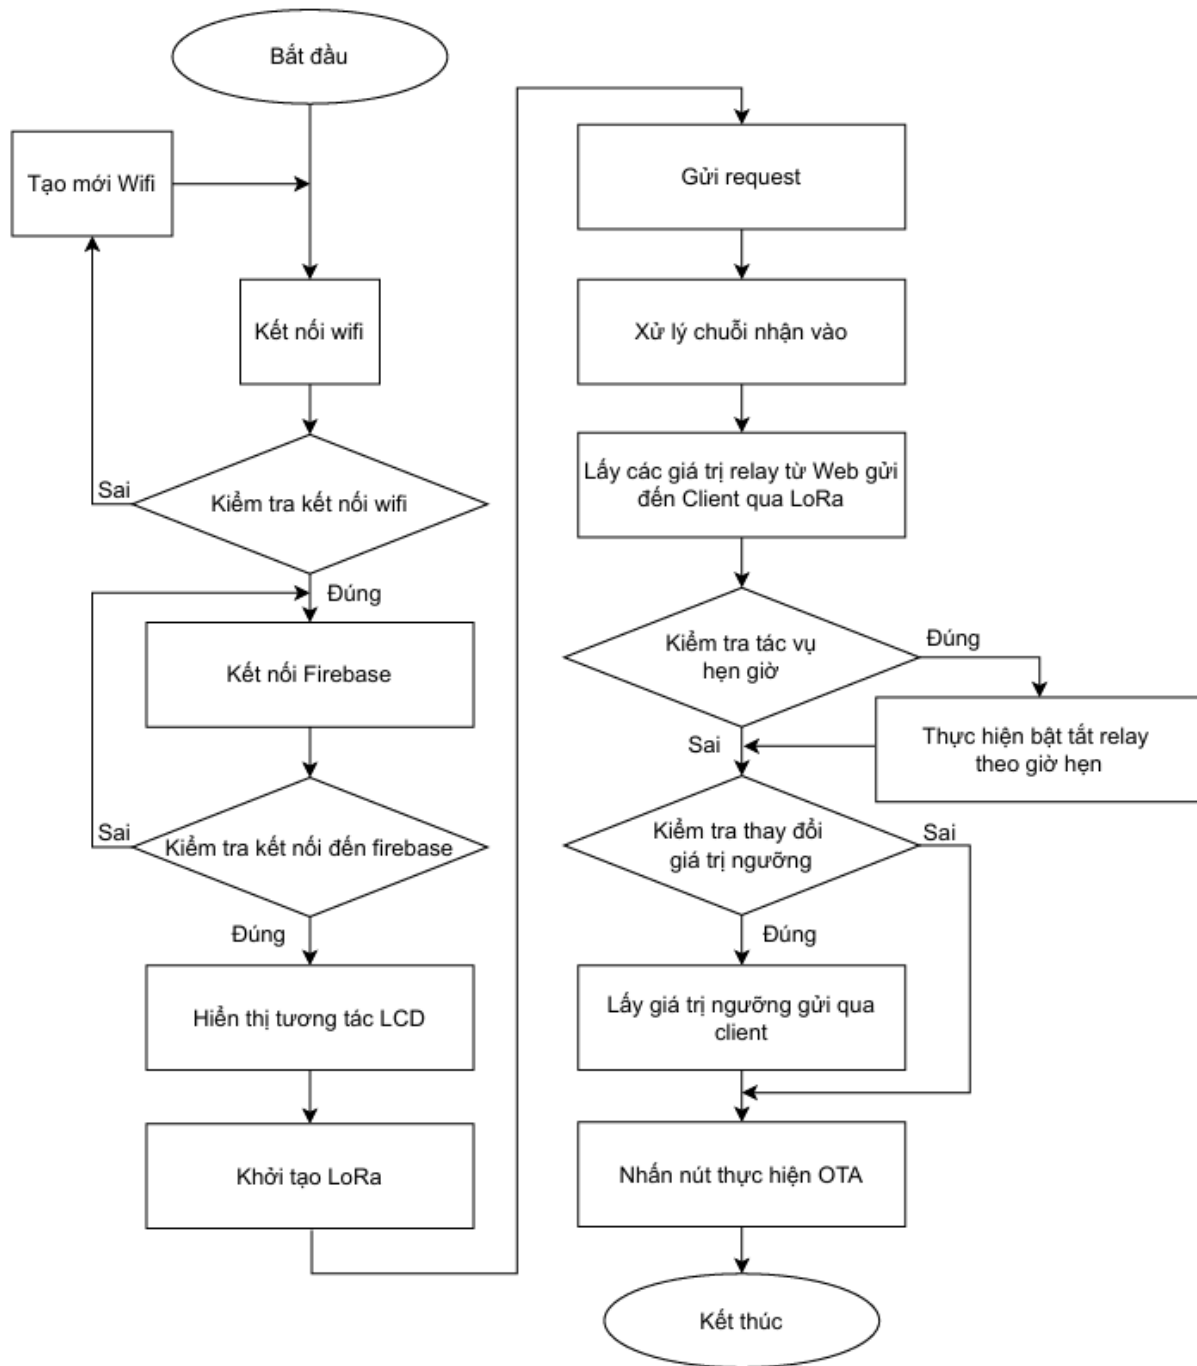 Bắt đầu
Tạo mới Wifi
Kết nối wifi
Sai
Kiểm tra kết nối wifi
Đúng
Kết nối Firebase
Sai
Kiểm tra kết nối đến firebase
Đúng
Hiển thị tương tác LCD
Khởi tạo LoRa
Gửi request
Xử lý chuỗi nhận vào
Lấy các giá trị relay từ Web gửi
đến Client qua LoRa
Kiểm tra tác vụ
hẹn giờ
Đúng
Thực hiện bật tắt relay
theo giờ hẹn
Sai
Kiểm tra thay đổi
giá trị ngưỡng
Sai
Đúng
Lấy giá trị ngưỡng gửi qua
client
Nhấn nút thực hiện OTA
Kết thúc